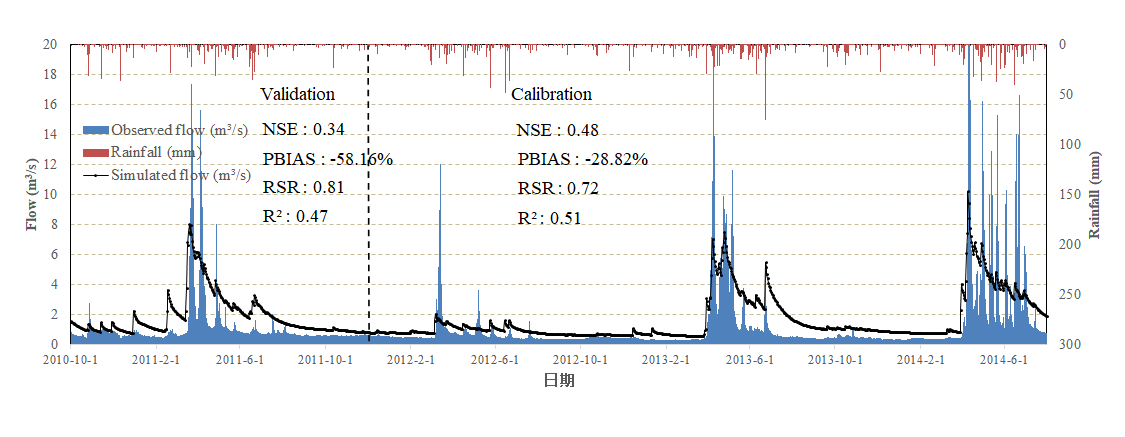 20
18
16
14
12
10
8
6
4
2
0
Flow (m³/s)
0
50
100
150
200
250
300
Rainfall (mm)
Validation
NSE : 0.34
PBIAS : -58.16%
RSR : 0.81
R² : 0.47
Calibration
NSE : 0.48
PBIAS : -28.82%
RSR : 0.72
R² : 0.51
Observed flow (m³/s)
Rainfall (mm)
Simulated flow (m³/s)
2010-10-1
2011-2-1
2011-6-1
2011-10-1
2012-2-1
2012-6-1
2012-10-1
2013-2-1
2013-6-1
2013-10-1
2014-2-1
2014-6-1
日期